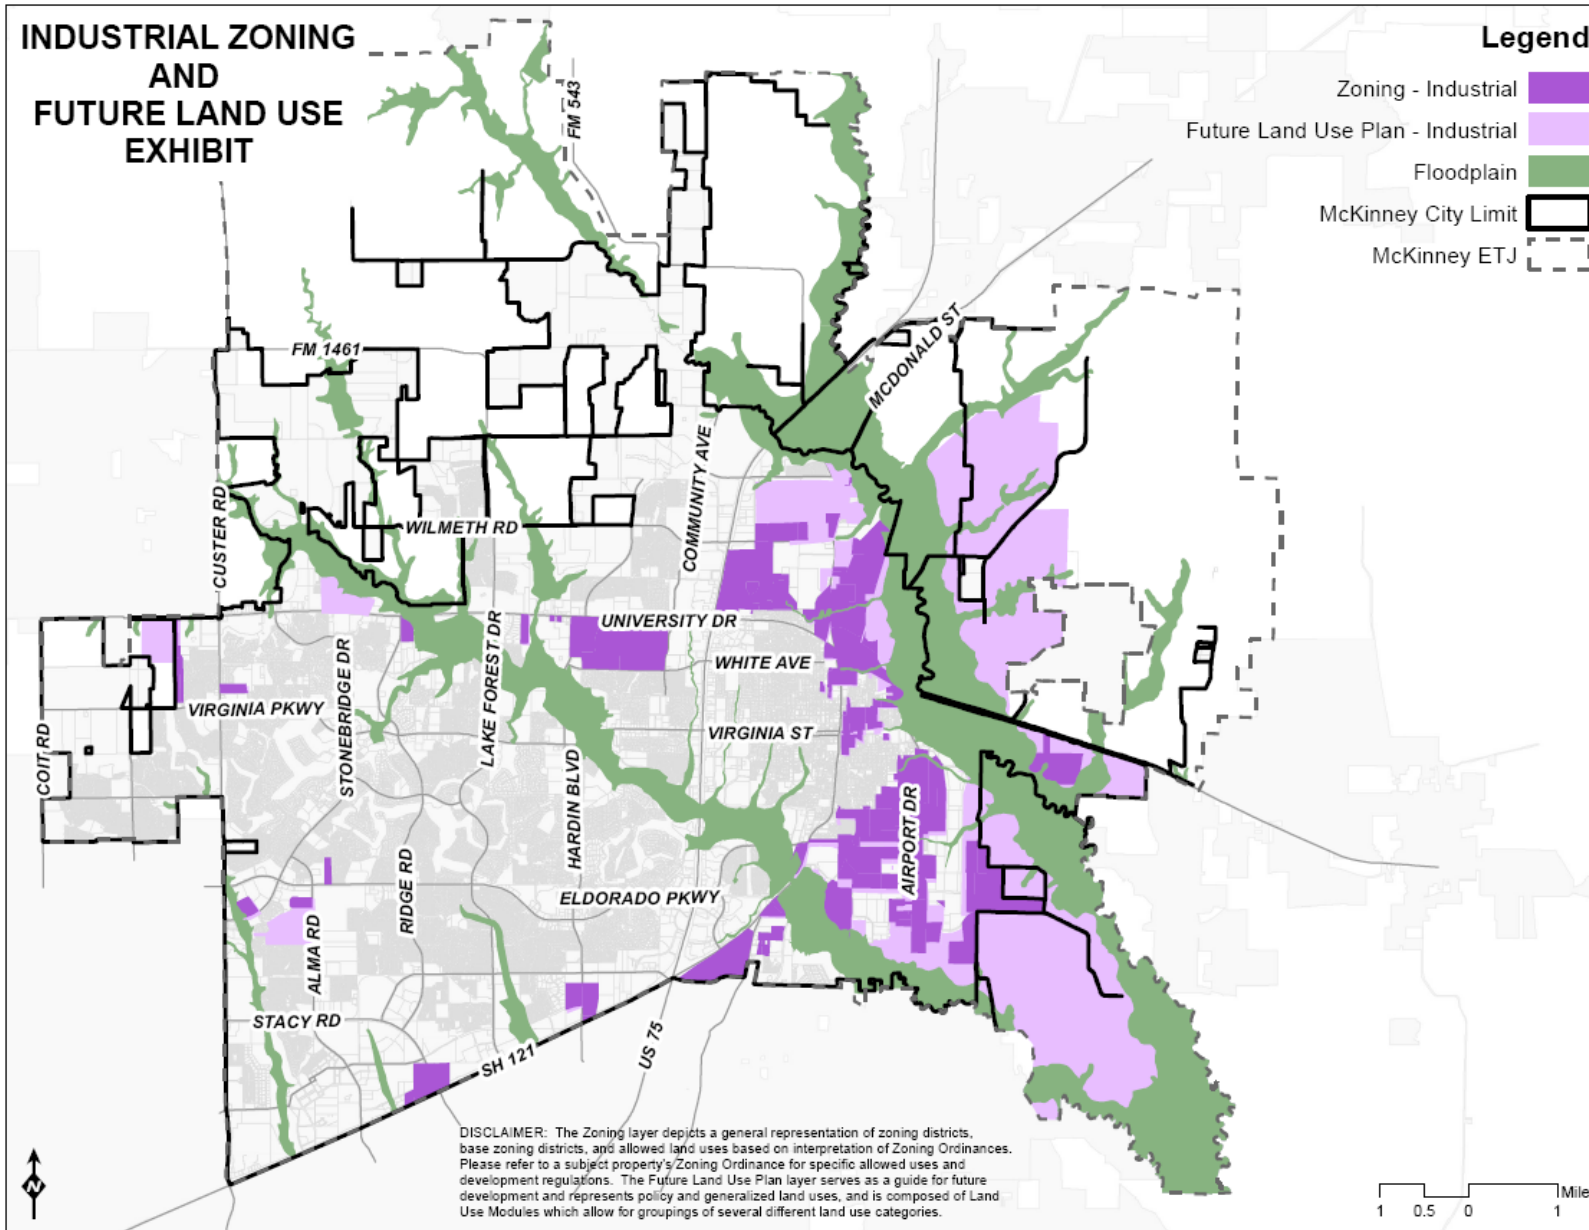 INDUSTRIAL ZONING
AND
FUTURE LAND USE
EXHIBIT
Legend
Zoning - Industrial
Future Land Use Plan - Industrial
Floodplain
McKinney City Limit
McKinney ETJ
FM 543
FM 1461
MCDONALD ST
COMMUNITY AVE
CUSTER RD
WILMETH RD
UNIVERSITY DR
LAKE FOREST DR
STONEBRIDGE DR
WHITE AVE
VIRGINIA PKWY
VIRGINIA ST
COIT RD
HARDIN BLVD
AIRPORT DR
RIDGE RD
ELDORADO PKWY
ALMA RD
STACY RD
SH 121
US 75
DISCLAIMER: The Zoning layer depicts a general representation of zoning districts,
base zoning districts, and allowed land uses based on interpretation of Zoning Ordinances.
Please refer to a subject property's Zoning Ordinance for specific allowed uses and
development regulations. The Future Land Use Plan layer serves as a guide for future
development and represents policy and generalized land uses, and is composed of Land
Use Modules which allow for groupings of several different land use categories.
N
Mile
1 0.5 0 1